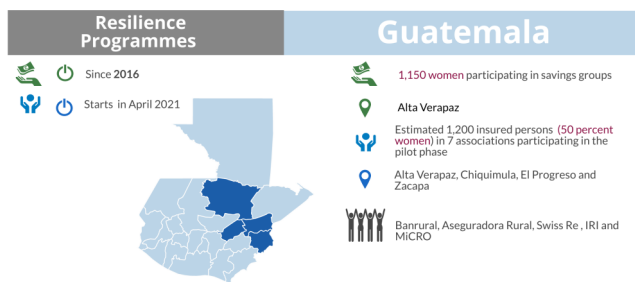 Resilience
Programmes
Guatemala
Since 2016
Starts in April 2021
1,150 women participating in savings groups
Alta Verapaz
Estimated 1,200 insured persons (50 percent
women) in 7 associations participating in the
pilot phase
Alta Verapaz, Chiquimula, El Progreso and
Zacapa
Banrural, Aseguradora Rural, Swiss Re , IRI and
MiCRO